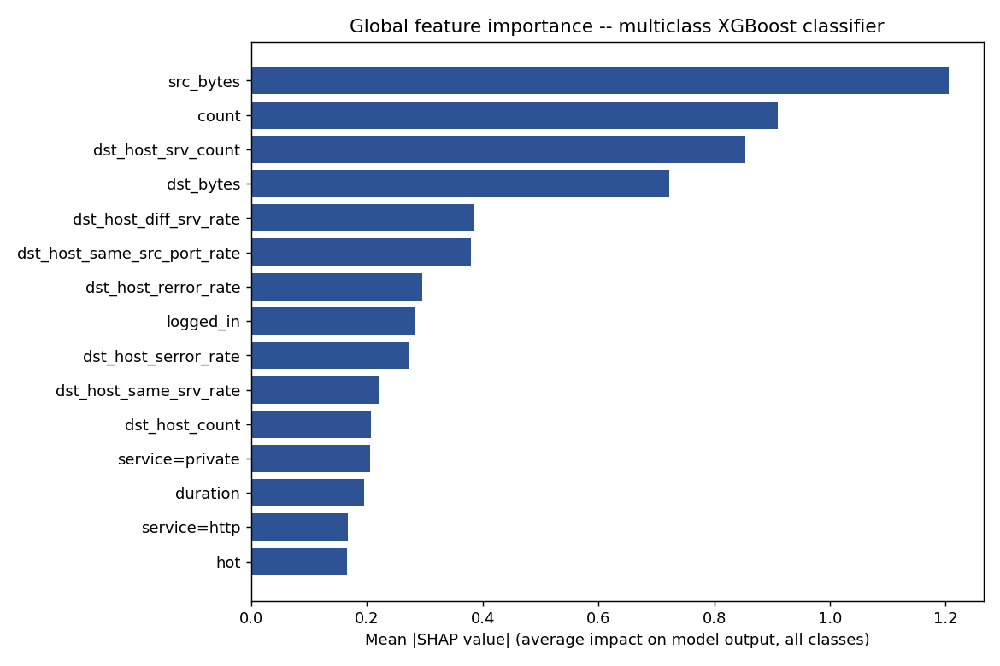 Global feature importance -- multiclass XGBoost classifier
src_bytes
count
dst_host_srv_count
dst_bytes
dst_host_diff_srv_rate
dst_host_same_src_port_rate
dst_host_rerror_rate
logged_in
dst_host_serror_rate
dst_host_same_srv_rate
dst_host_count
service=private
duration
service=http
hot
0.0 0.2 0.4 0.6 0.8 1.0 1.2
Mean |SHAP value| (average impact on model output, all classes)